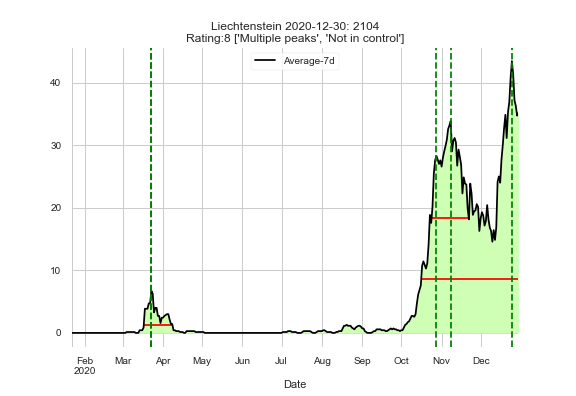 Liechtenstein 2020-12-30: 2104
Rating:8 ['Multiple peaks', 'Not in control']
Average-7d
40
30
20
10
0
Feb Mar Apr May Jun Jul Aug Sep Oct Nov Dec
2020
Date